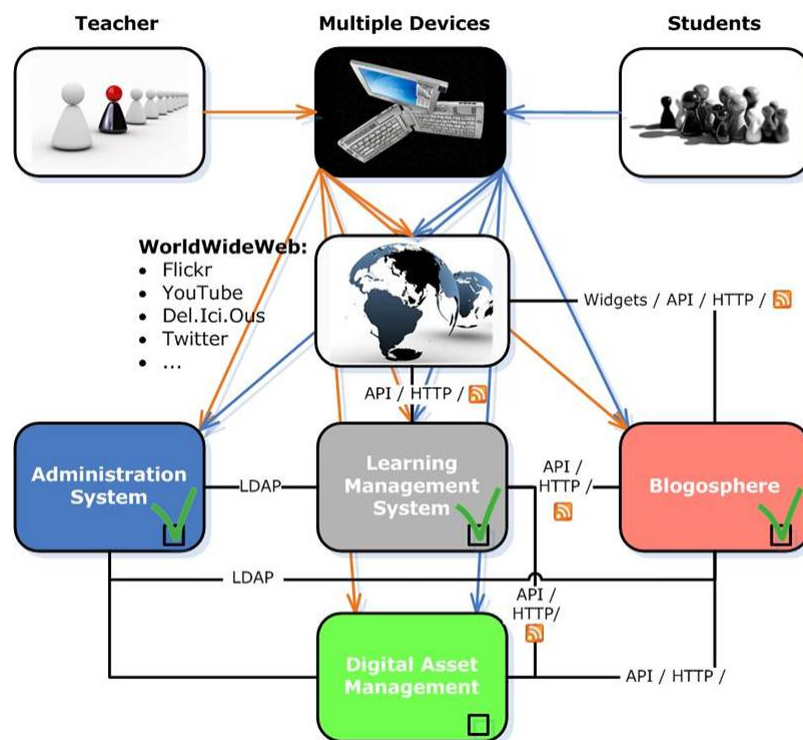 Teacher
Multiple Devices
Students
WorldWideWeb:
• Flickr
• YouTube
• Del.Ici.Ous
• Twitter
• ...
Widgets / API / HTTP /
API / HTTP /
Administration
System
LDAP
Learning
Management
System
API /
HTTP /
Blogosphere
LDAP
API /
HTTP/
Digital Asset
Management
API / HTTP /